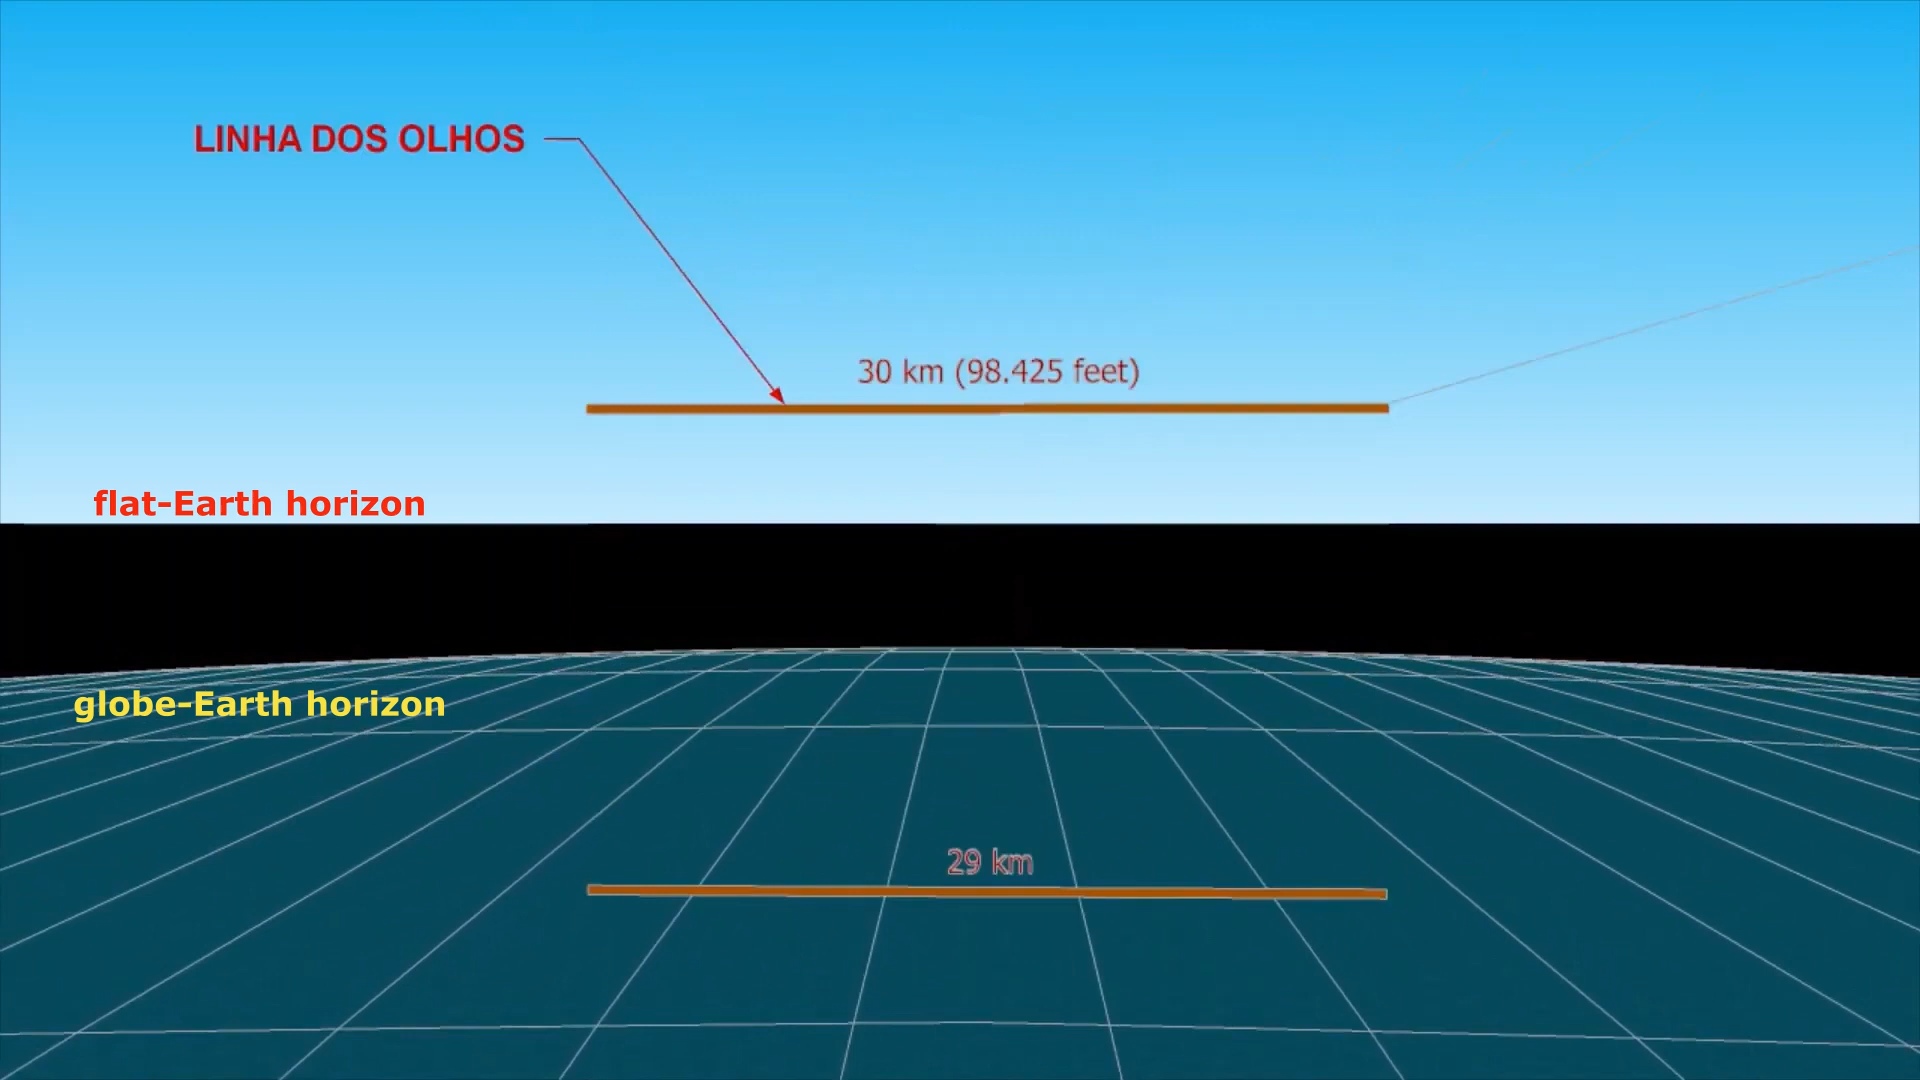 LINHA DOS OLHOS
30 km (98.425 feet)
flat-Earth horizon
globe-Earth horizon
29 km